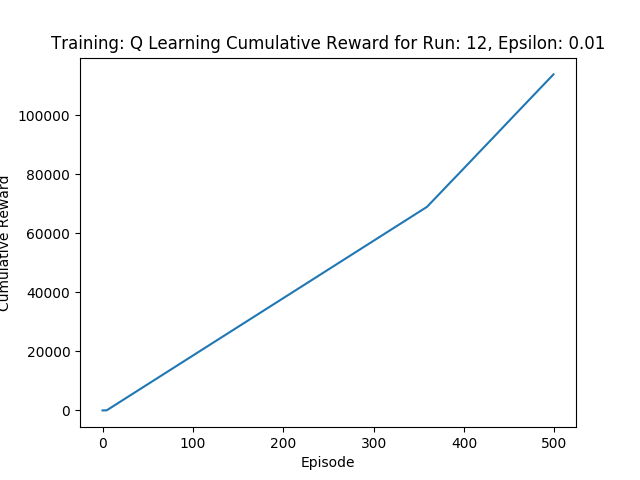 Training: Q Learning Cumulative Reward for Run: 12, Epsilon: 0.01
100000
80000
60000
40000
20000
0
Cumulative Reward
0 100 200 300 400 500
Episode